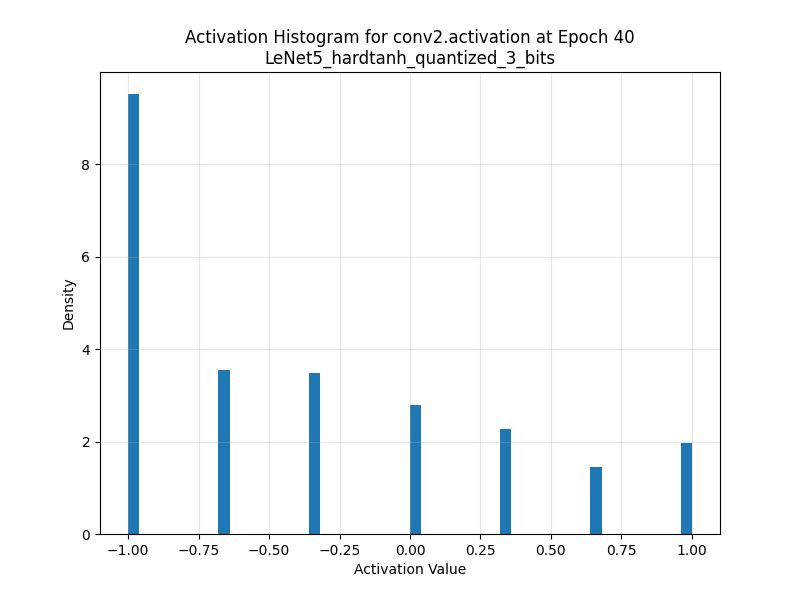 Activation Histogram for conv2.activation at Epoch 40
LeNet5_hardtanh_quantized_3_bits
Density
8
6
4
2
0
−1.00 −0.75 −0.50 −0.25 0.00 0.25 0.50 0.75 1.00
Activation Value